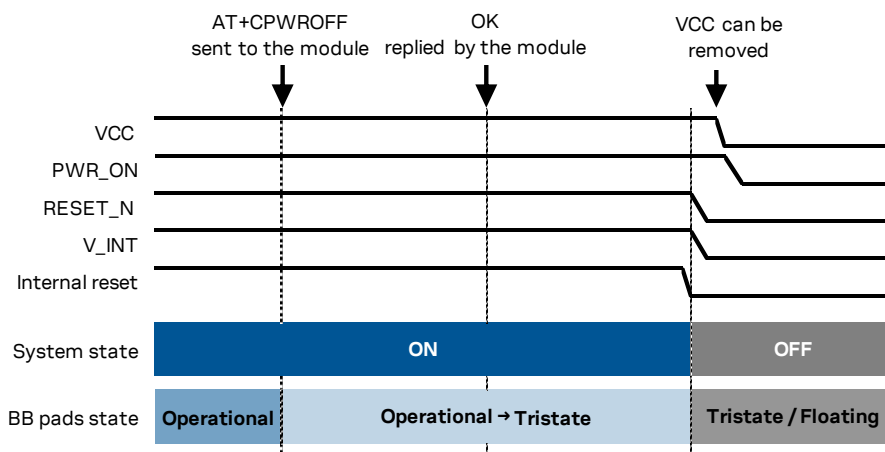 AT+CPWROFF
sent to the module
OK
replied by the module
VCC can be
removed
VCC
PWR_ON
RESET_N
V_INT
Internal reset
System state
ON
OFF
BB pads state
Operational
Operational → Tristate
Tristate / Floating